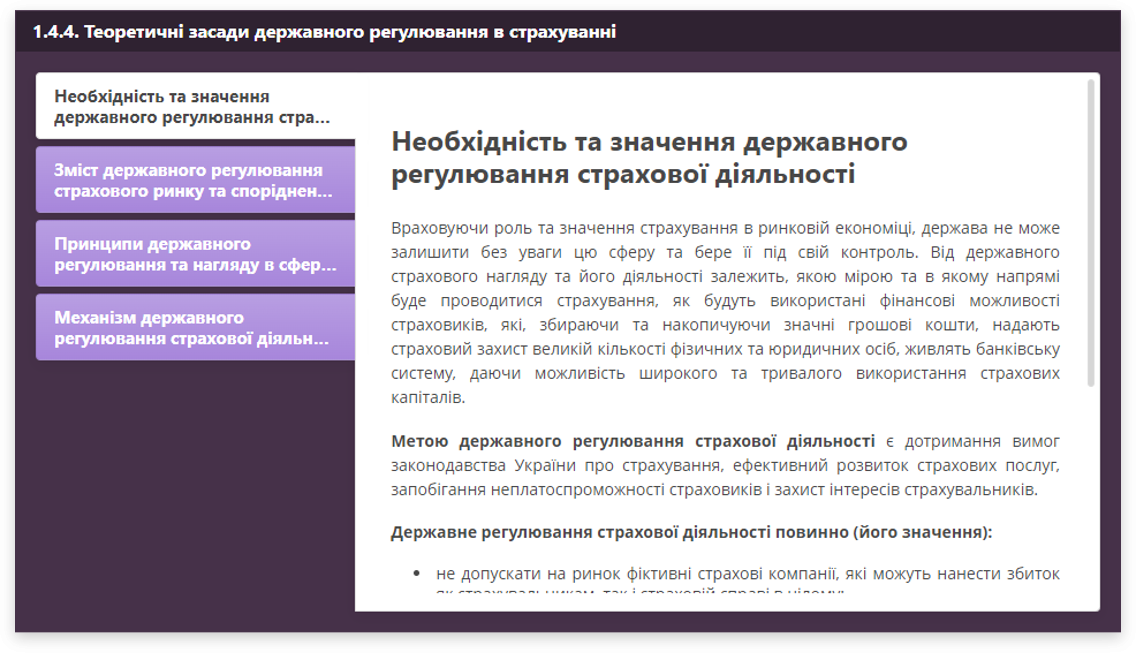 1.4.4. Теоретичні засади державного регулювання в страхуванні
Необхідність та значення
державного регулювання стра...
Зміст державного регулювання
страхового ринку та споріднен...
Принципи державного
регулювання та нагляду в сфер...
Механізм державного
регулювання страхової діяльн...
Необхідність та значення державного
регулювання страхової діяльності
Враховуючи роль та значення страхування в ринковій економіці, держава не може
залишити без уваги цю сферу та бере її під свій контроль. Від державного
страхового нагляду та його діяльності залежить, якою мірою та в якому напрямі
буде проводитися страхування, як будуть використані фінансові можливості
страховиків, які, збираючи та накопичуючи значні грошові кошти, надають
страховий захист великій кількості фізичних та юридичних осіб, живлять банківську
систему, даючи можливість широкого та тривалого використання страхових
капіталів.
Метою державного регулювання страхової діяльності є дотримання вимог
законодавства України про страхування, ефективний розвиток страхових послуг,
запобігання неплатоспроможності страховиків і захист інтересів страхувальників.
Державне регулювання страхової діяльності повинно (його значення):
• не допускати на ринок фіктивні страхові компанії, які можуть нанести збиток
як страхувальникам, так і страховій справі в цілому;